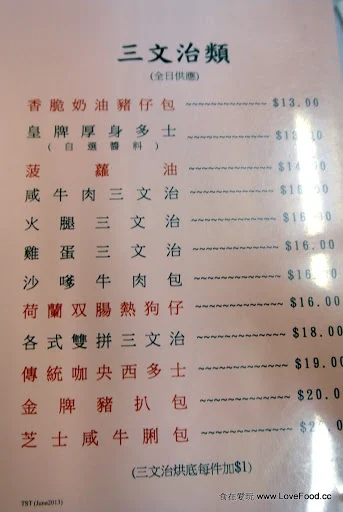 三文治類
(全日供應)
香脆奶油豬仔包 ~~~~~~~~~~~~~ $13.00
皇牌厚身多士 ~~~~~~~~~~~~~
(自選醬料)
菠蘿油 ~~~~~~~~~~~~~
咸牛肉三文治 ~~~~~~~~~~~~~
火腿三文治 ~~~~~~~~~~~~~
雞蛋三文治 ~~~~~~~~~~~~~ $16.00
沙嗲牛肉包 ~~~~~~~~~~~~~
荷蘭双腸熱狗仔 ~~~~~~~~~~~~~ $16.00
各式雙拼三文治 ~~~~~~~~~~~~~ $18.00
傳統咖央西多士 ~~~~~~~~~~~~~ $19.00
金牌豬扒包 ~~~~~~~~~~~~~ $20.0
芝士咸牛脷包 ~~~~~~~~~~~~~
(三文治烘底每件加$1)
TST (June2013)
食在愛玩 www.LoveFood.cc